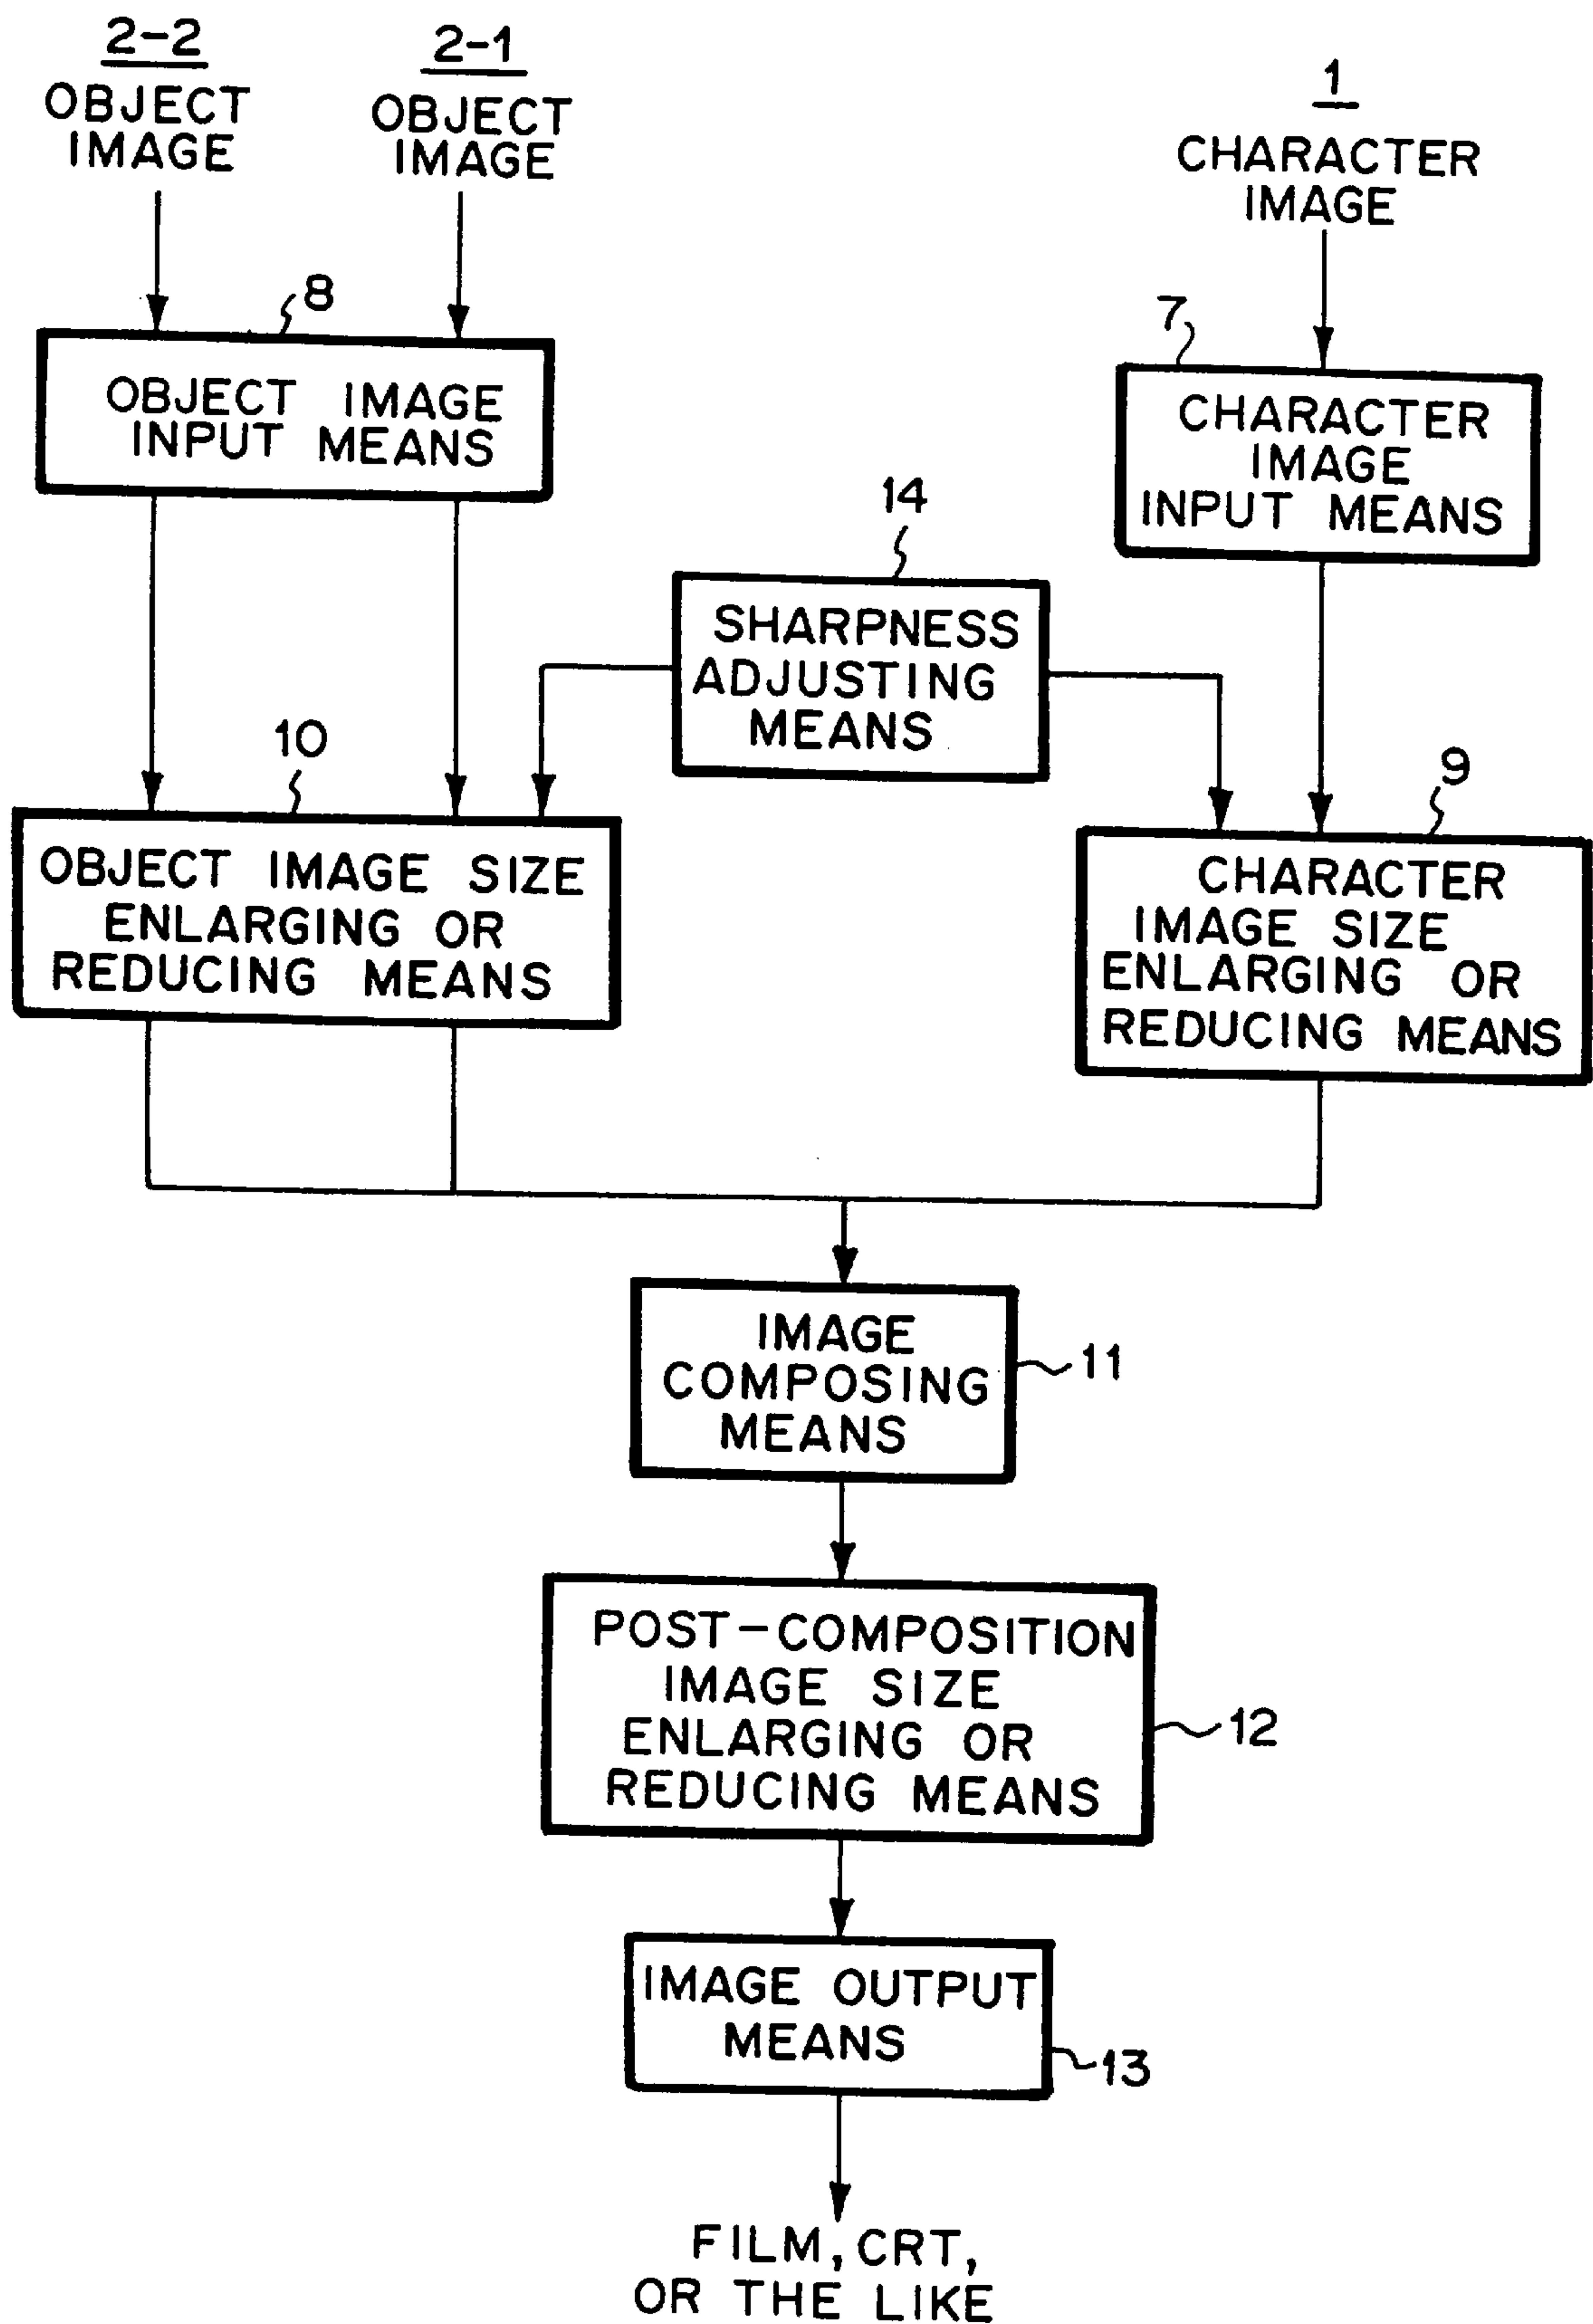 2-2
OBJECT
IMAGE
2-1
OBJECT
IMAGE
1
CHARACTER
IMAGE
8
OBJECT IMAGE
INPUT MEANS
7
CHARACTER
IMAGE
INPUT MEANS
14
SHARPNESS
ADJUSTING
MEANS
10
OBJECT IMAGE SIZE
ENLARGING OR
REDUCING MEANS
9
CHARACTER
IMAGE SIZE
ENLARGING OR
REDUCING MEANS
IMAGE
COMPOSING
MEANS
11
POST-COMPOSITION
IMAGE SIZE
ENLARGING OR
REDUCING MEANS
12
IMAGE OUTPUT
MEANS
13
FILM, CRT,
OR THE LIKE